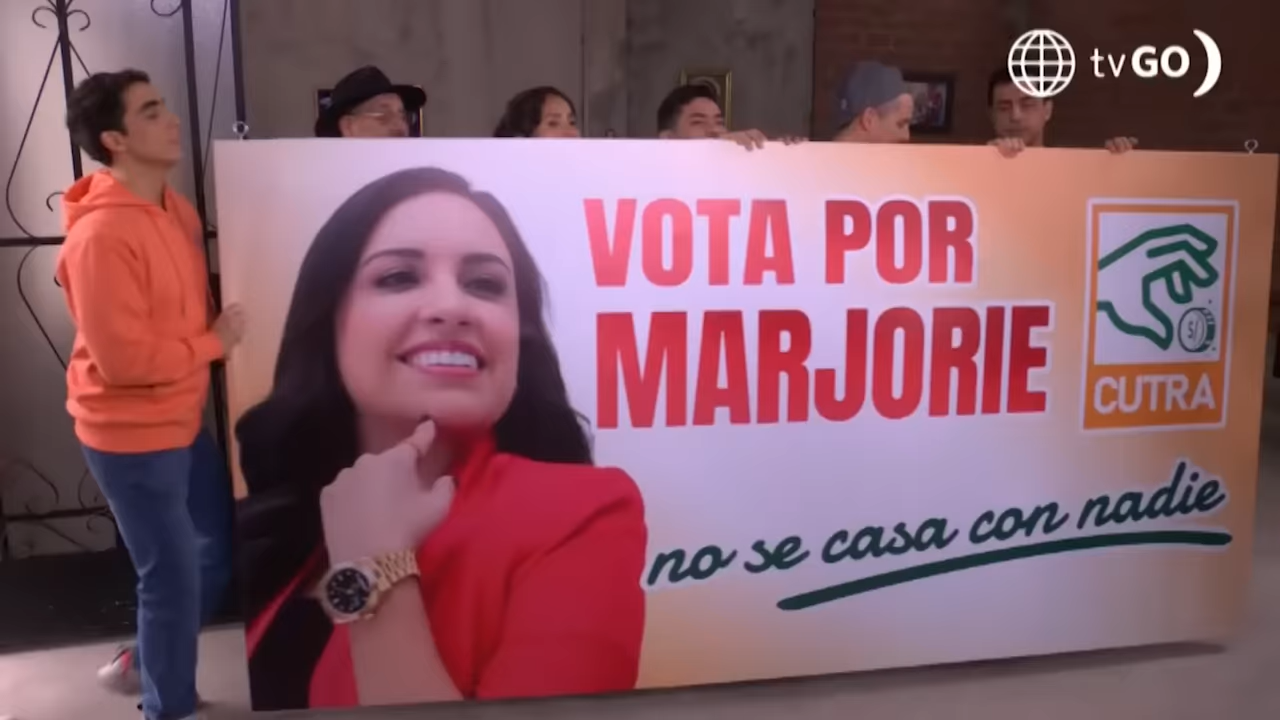 tvGO
VOTA POR
MARJORIE
S/
CUTRA
no se casa con nadie